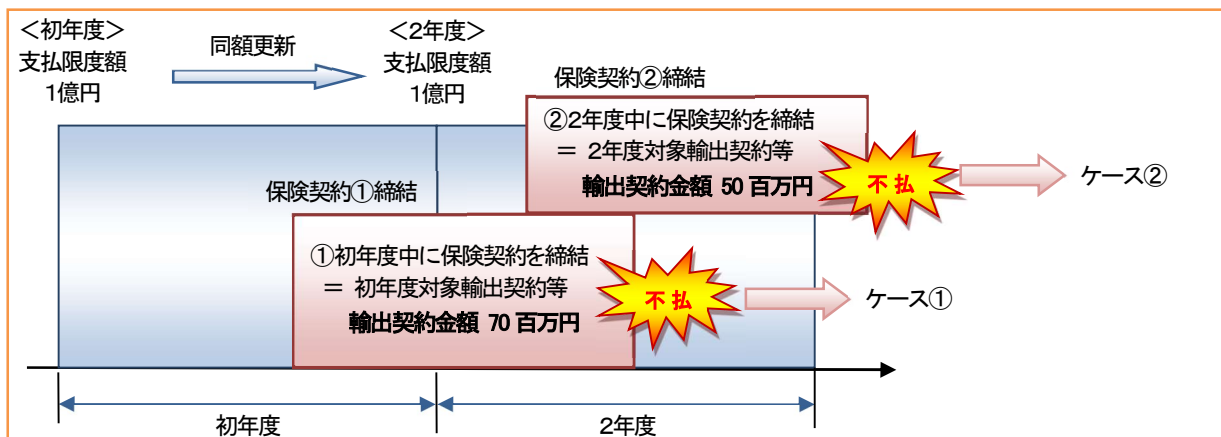 <初年度>
支払限度額
1億円
同額更新
<2年度>
支払限度額
1億円
保険契約②締結
②2年度中に保険契約を締結
= 2年度対象輸出契約等
輸出契約金額 50 百万円
不払
ケース②
保険契約①締結
①初年度中に保険契約を締結
= 初年度対象輸出契約等
輸出契約金額 70 百万円
不払
ケース①
初年度
2年度